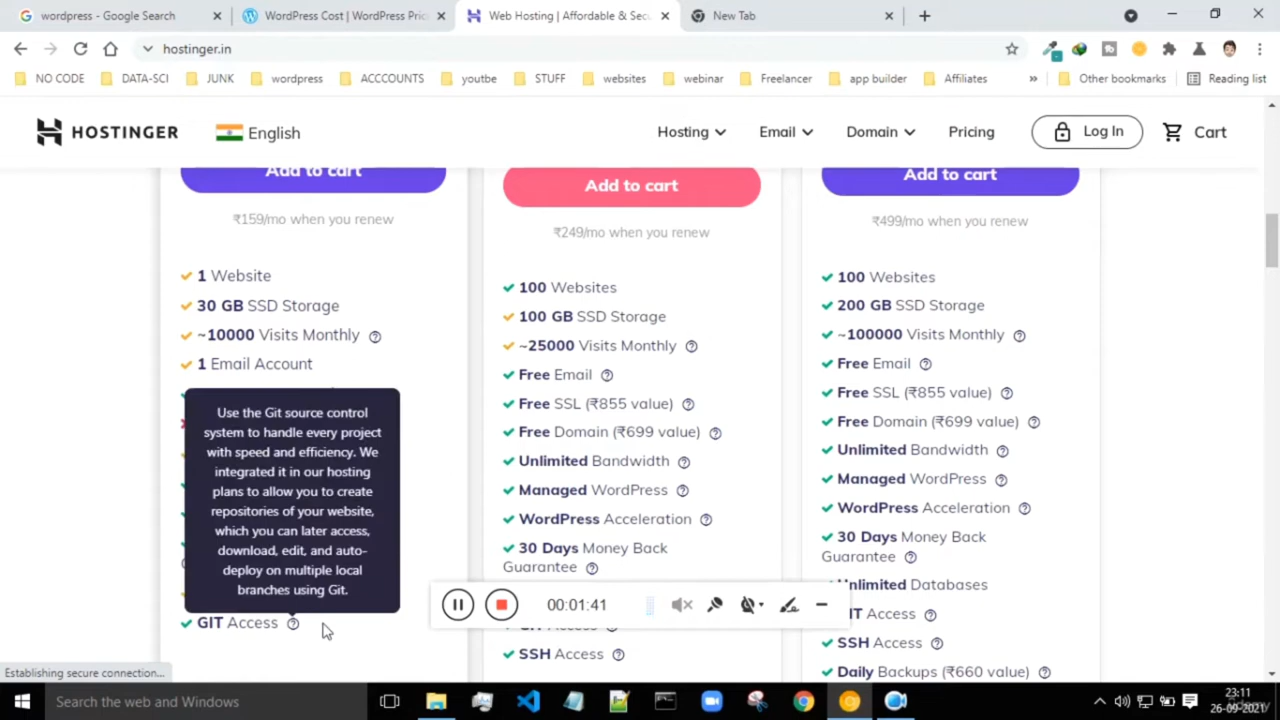 wordpress - Google Search
WordPress Cost | WordPress Pric
Web Hosting | Affordable & Secu
New Tab
hostinger.in
NO CODE
DATA-SCI
JUNK
wordpress
ACCCOUNTS
youtbe
STUFF
websites
webinar
Freelancer
app builder
Affiliates
Other bookmarks
Reading list
HOSTINGER
English
Hosting
Email
Domain
Pricing
Log In
Cart
Add to cart
₹159/mo when you renew
1 Website
30 GB SSD Storage
~10000 Visits Monthly
1 Email Account
Use the Git source control
system to handle every project
with speed and efficiency. We
integrated it in our hosting
plans to allow you to create
repositories of your website,
which you can later access,
download, edit, and auto-
deploy on multiple local
branches using Git.
GIT Access
Add to cart
₹249/mo when you renew
100 Websites
100 GB SSD Storage
~25000 Visits Monthly
Free Email
Free SSL (₹855 value)
Free Domain (₹699 value)
Unlimited Bandwidth
Managed WordPress
WordPress Acceleration
30 Days Money Back
Guarantee
SSH Access
Add to cart
₹499/mo when you renew
100 Websites
200 GB SSD Storage
~100000 Visits Monthly
Free Email
Free SSL (₹855 value)
Free Domain (₹699 value)
Unlimited Bandwidth
Managed WordPress
WordPress Acceleration
30 Days Money Back
Guarantee
Unlimited Databases
Access
SSH Access
Daily Backups (₹660 value)
00:01:41
Establishing secure connection...
Search the web and Windows
23:11
26-09-2021